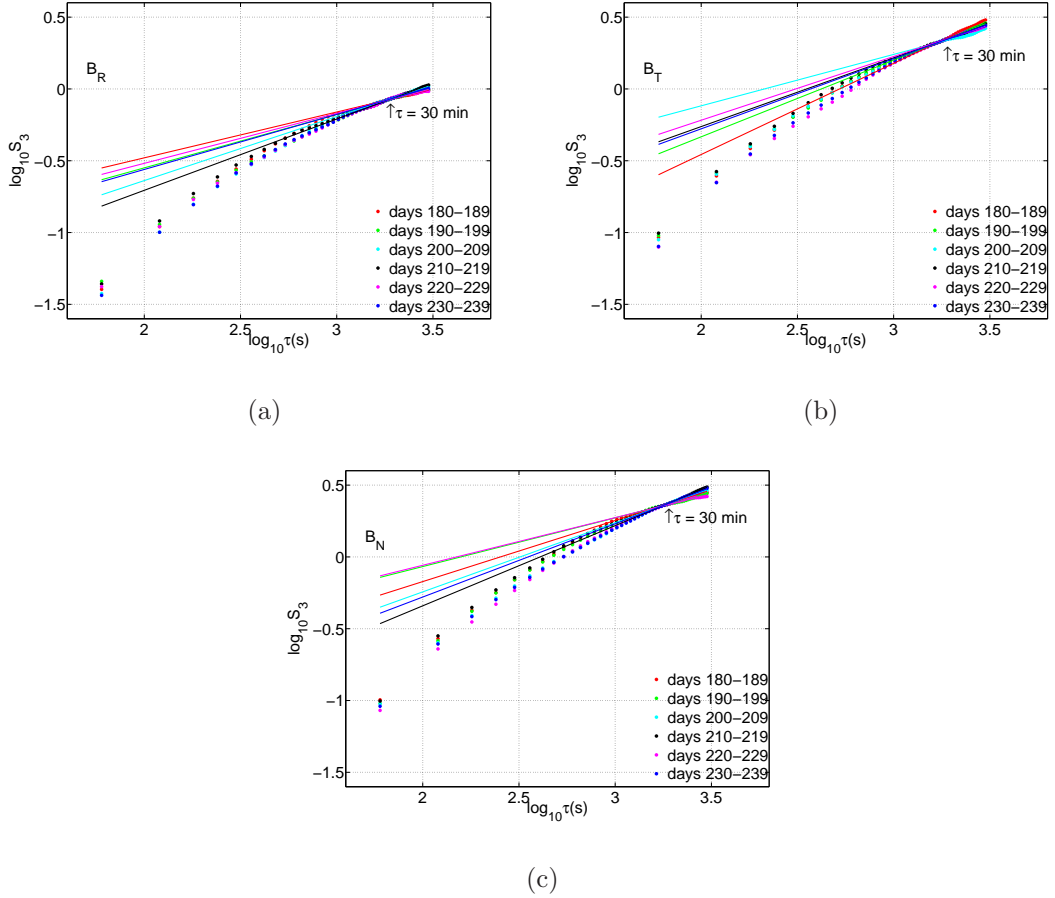 0.5
0
−0.5
−1
−1.5
log10S3
BR
↑τ = 30 min
days 180−189
days 190−199
days 200−209
days 210−219
days 220−229
days 230−239
2
2.5
3
3.5
log10τ(s)
(a)
0.5
0
−0.5
−1
−1.5
log10S3
BT
↑τ = 30 min
days 180−189
days 190−199
days 200−209
days 210−219
days 220−229
days 230−239
2
2.5
3
3.5
log10τ(s)
(b)
0.5
0
−0.5
−1
−1.5
log10S3
BN
↑τ = 30 min
days 180−189
days 190−199
days 200−209
days 210−219
days 220−229
days 230−239
2
2.5
3
3.5
log10τ(s)
(c)